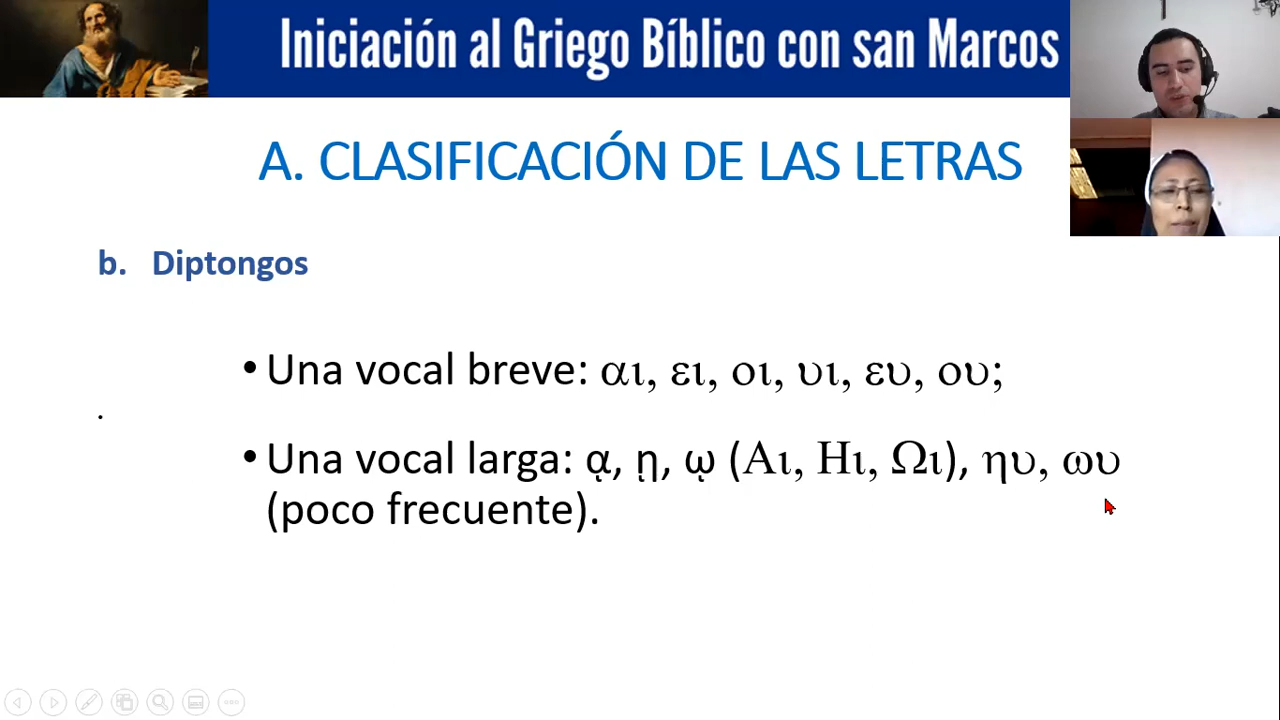 Iniciación al Griego Bíblico con san Marcos
A. CLASIFICACIÓN DE LAS LETRAS
b. Diptongos
• Una vocal breve: αι, ει, οι, υι, ευ, ου;
• Una vocal larga: ᾳ, ῃ, ῳ (Αι, Ηι, Ωι), ηυ, ωυ
(poco frecuente).